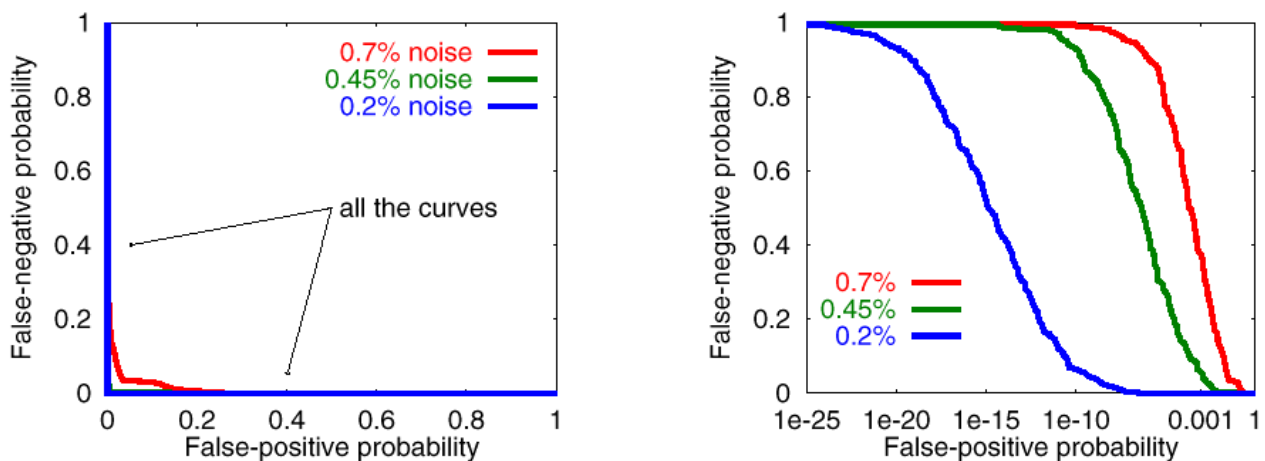 1
0.8
0.6
0.4
0.2
0
False-negative probability
0.7% noise
0.45% noise
0.2% noise
all the curves
0 0.2 0.4 0.6 0.8 1
False-positive probability
1
0.8
0.6
0.4
0.2
0
False-negative probability
0.7%
0.45%
0.2%
1e-25 1e-20 1e-15 1e-10 0.001 1
False-positive probability